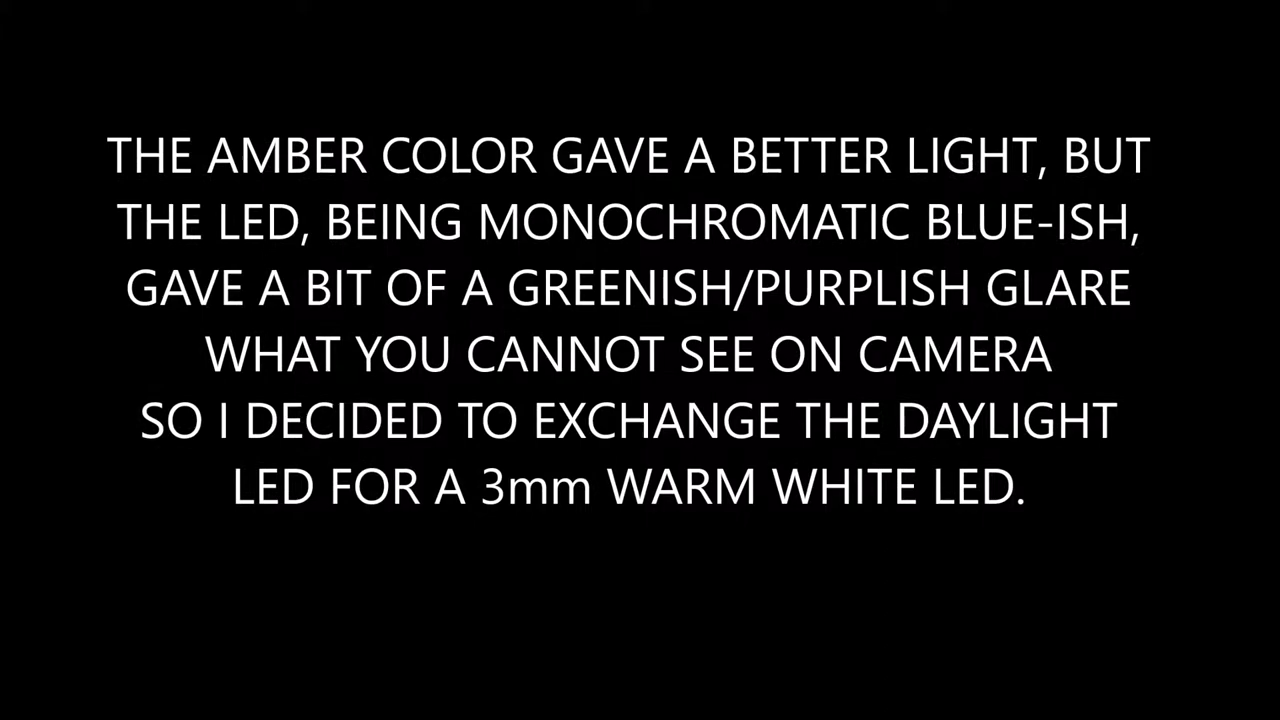 THE AMBER COLOR GAVE A BETTER LIGHT, BUT
THE LED, BEING MONOCHROMATIC BLUE-ISH,
GAVE A BIT OF A GREENISH/PURPLISH GLARE
WHAT YOU CANNOT SEE ON CAMERA
SO I DECIDED TO EXCHANGE THE DAYLIGHT
LED FOR A 3mm WARM WHITE LED.